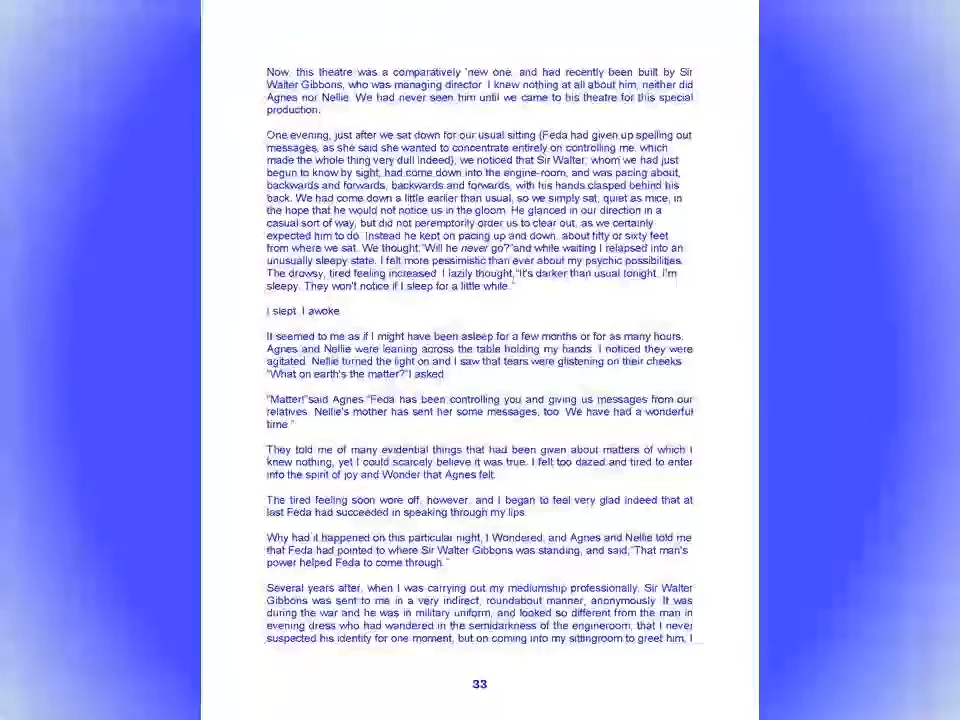 Now, this theatre was a comparatively 'new one, and had recently been built by Sir
Walter Gibbons, who was managing director. I knew nothing at all about him, neither did
Agnes nor Nellie. We had never seen him until we came to his theatre for this special
production.
One evening, just after we sat down for our usual sitting (Feda had given up spelling out
messages, as she said she wanted to concentrate entirely on controlling me, which
made the whole thing very dull indeed), we noticed that Sir Walter, whom we had just
begun to know by sight, had come down into the engine-room, and was pacing about,
backwards and forwards, backwards and forwards, with his hands clasped behind his
back. We had come down a little earlier than usual, so we simply sat, quiet as mice, in
the hope that he would not notice us in the gloom. He glanced in our direction in a
casual sort of way, but did not peremptorily order us to clear out, as we certainly
expected him to do. Instead he kept on pacing up and down, about fifty or sixty feet
from where we sat. We thought,"Will he never go?"and while waiting I relapsed into an
unusually sleepy state. I felt more pessimistic than ever about my psychic possibilities.
The drowsy, tired feeling increased. I lazily thought,"It's darker than usual tonight. I'm
sleepy. They won't notice if I sleep for a little while."
I slept. I awoke.
It seemed to me as if I might have been asleep for a few months or for as many hours.
Agnes and Nellie were leaning across the table holding my hands. I noticed they were
agitated. Nellie turned the light on and I saw that tears were glistening on their cheeks.
"What on earth's the matter?"I asked.
"Matter!"said Agnes."Feda has been controlling you and giving us messages from our
relatives. Nellie's mother has sent her some messages, too. We have had a wonderful
time."
They told me of many evidential things that had been given about matters of which I
knew nothing, yet I could scarcely believe it was true. I felt too dazed and tired to enter
into the spirit of joy and Wonder that Agnes felt.
The tired feeling soon wore off, however, and I began to feel very glad indeed that at
last Feda had succeeded in speaking through my lips.
Why had it happened on this particular night, I Wondered, and Agnes and Nellie told me
that Feda had pointed to where Sir Walter Gibbons was standing, and said,"That man's
power helped Feda to come through."
Several years after, when I was carrying out my mediumship professionally, Sir Walter
Gibbons was sent to me in a very indirect, roundabout manner, anonymously. It was
during the war and he was in military uniform, and looked so different from the man in
evening dress who had wandered in the semidarkness of the engineroom, that I never
suspected his identity for one moment, but on coming into my sittingroom to greet him, I
33